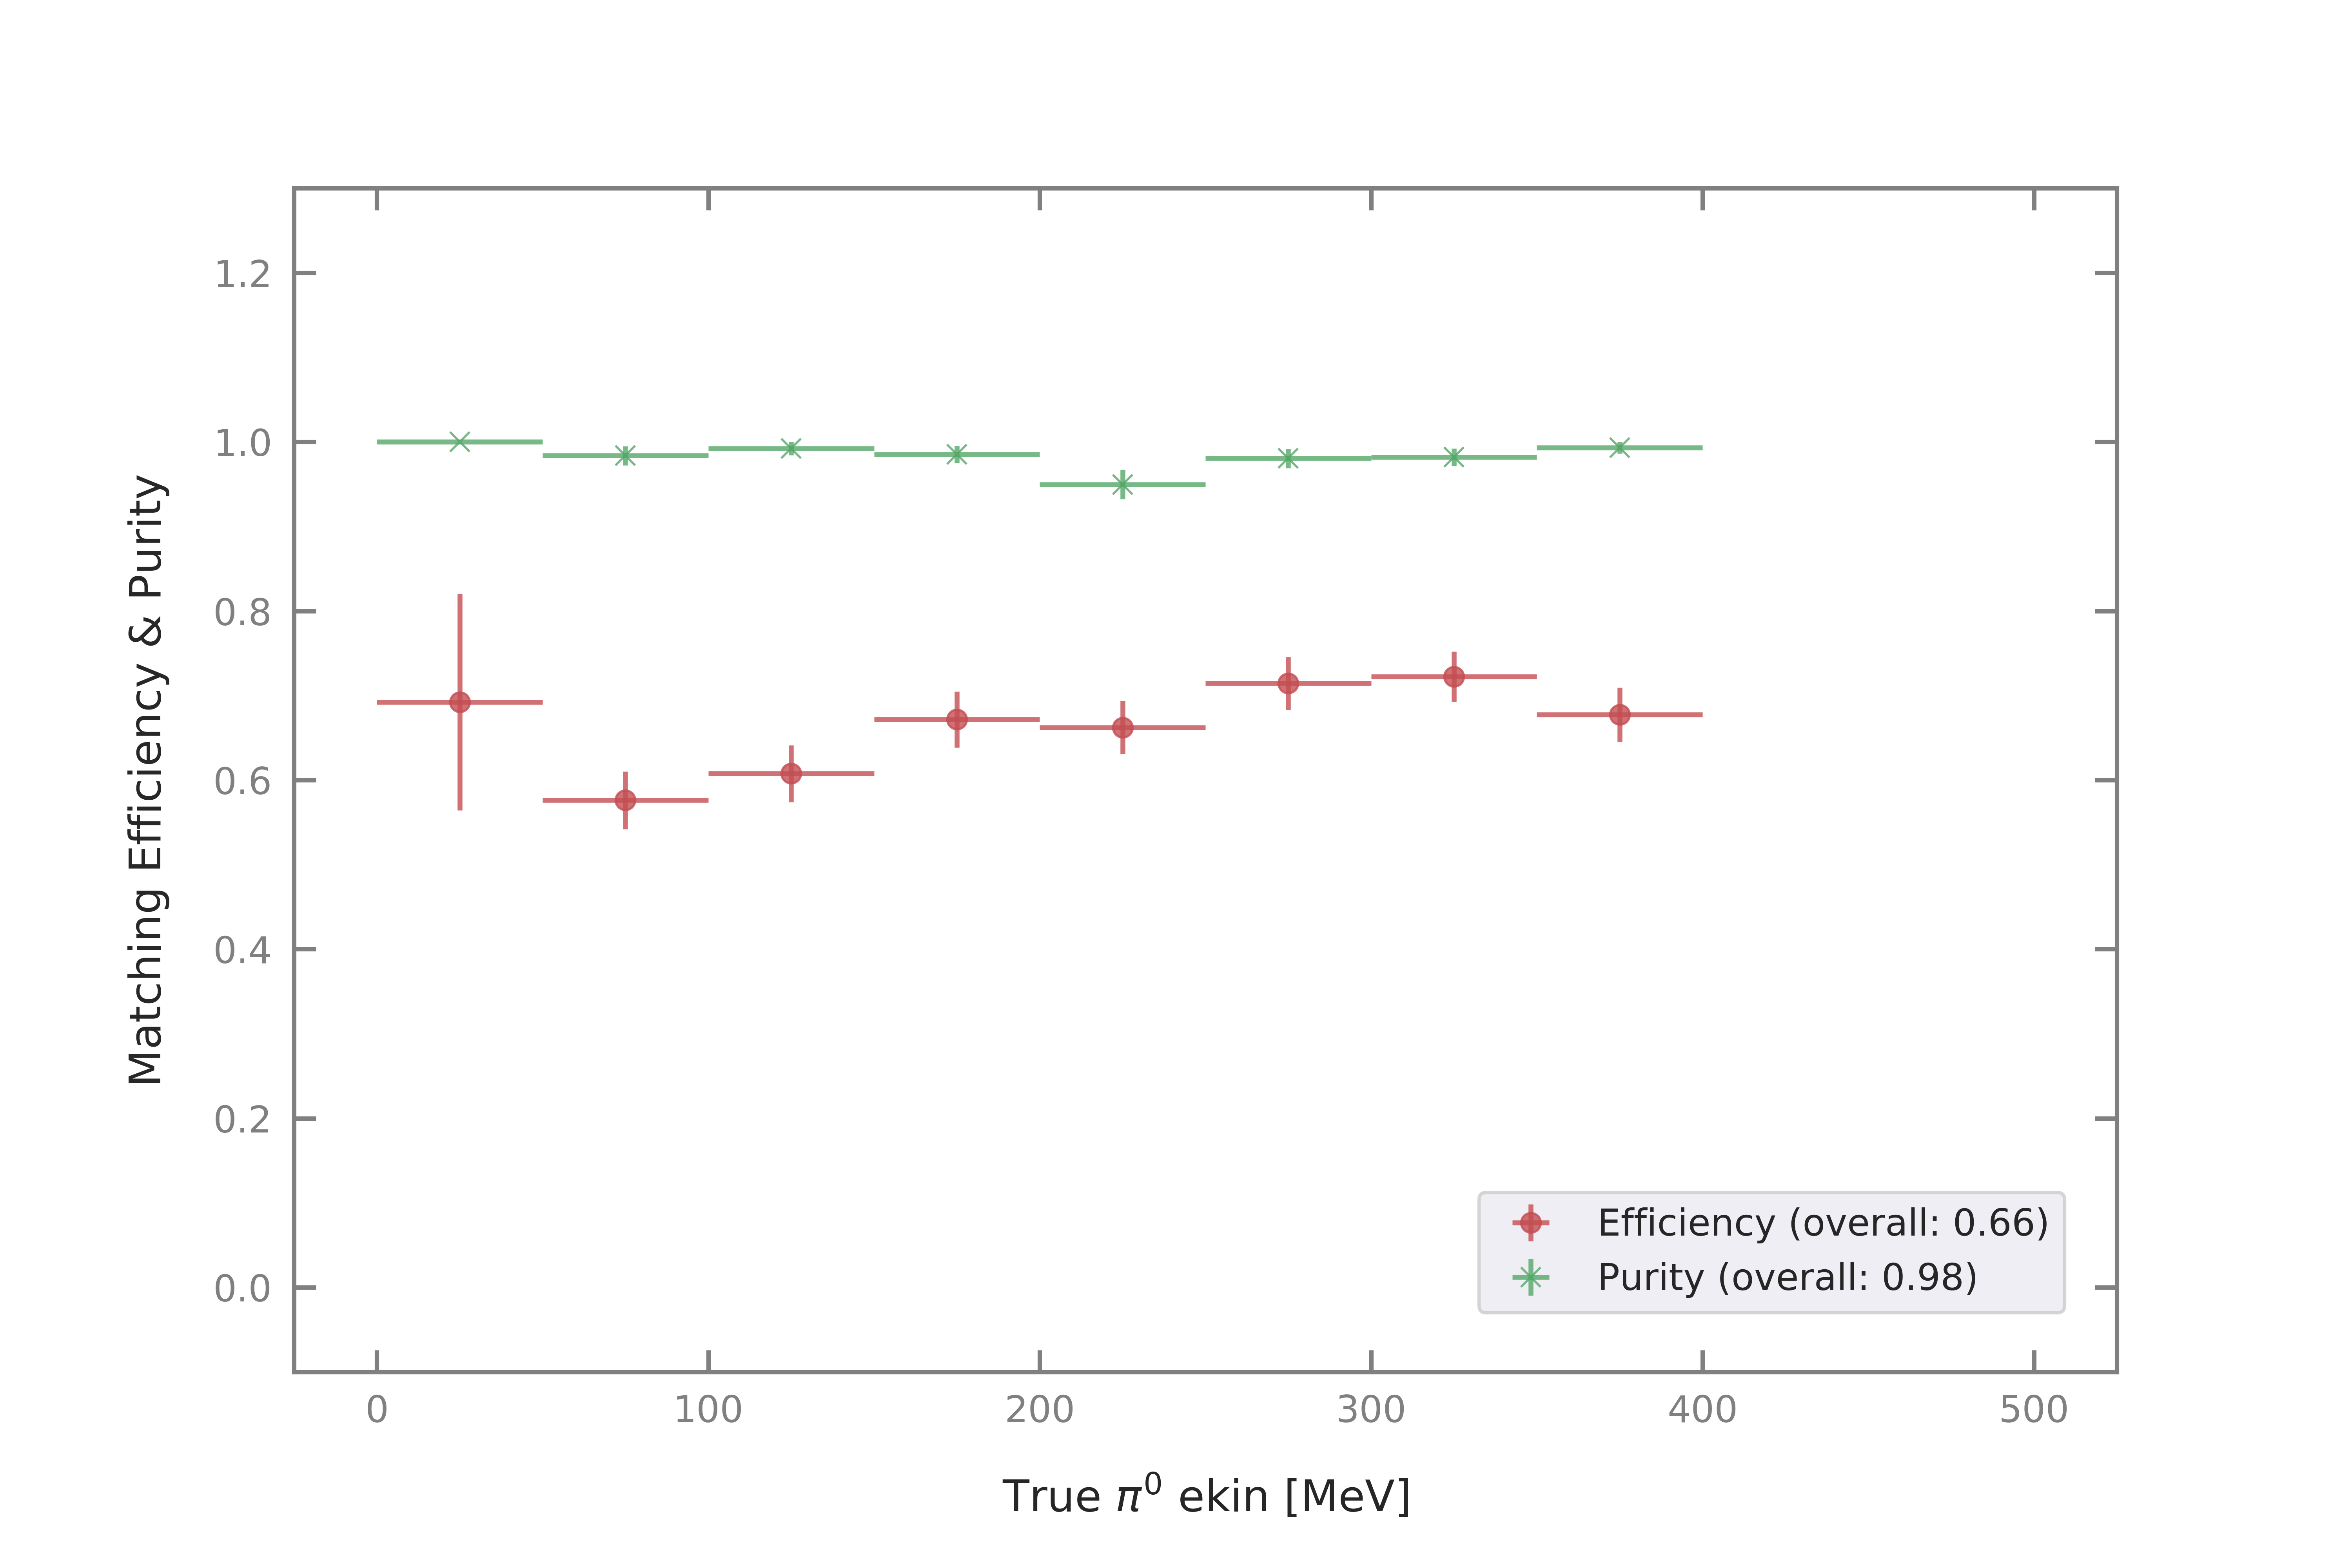 Matching Efficiency & Purity
1.2
1.0
0.8
0.6
0.4
0.2
0.0
Efficiency (overall: 0.66)
Purity (overall: 0.98)
0 100 200 300 400 500
True π⁰ ekin [MeV]